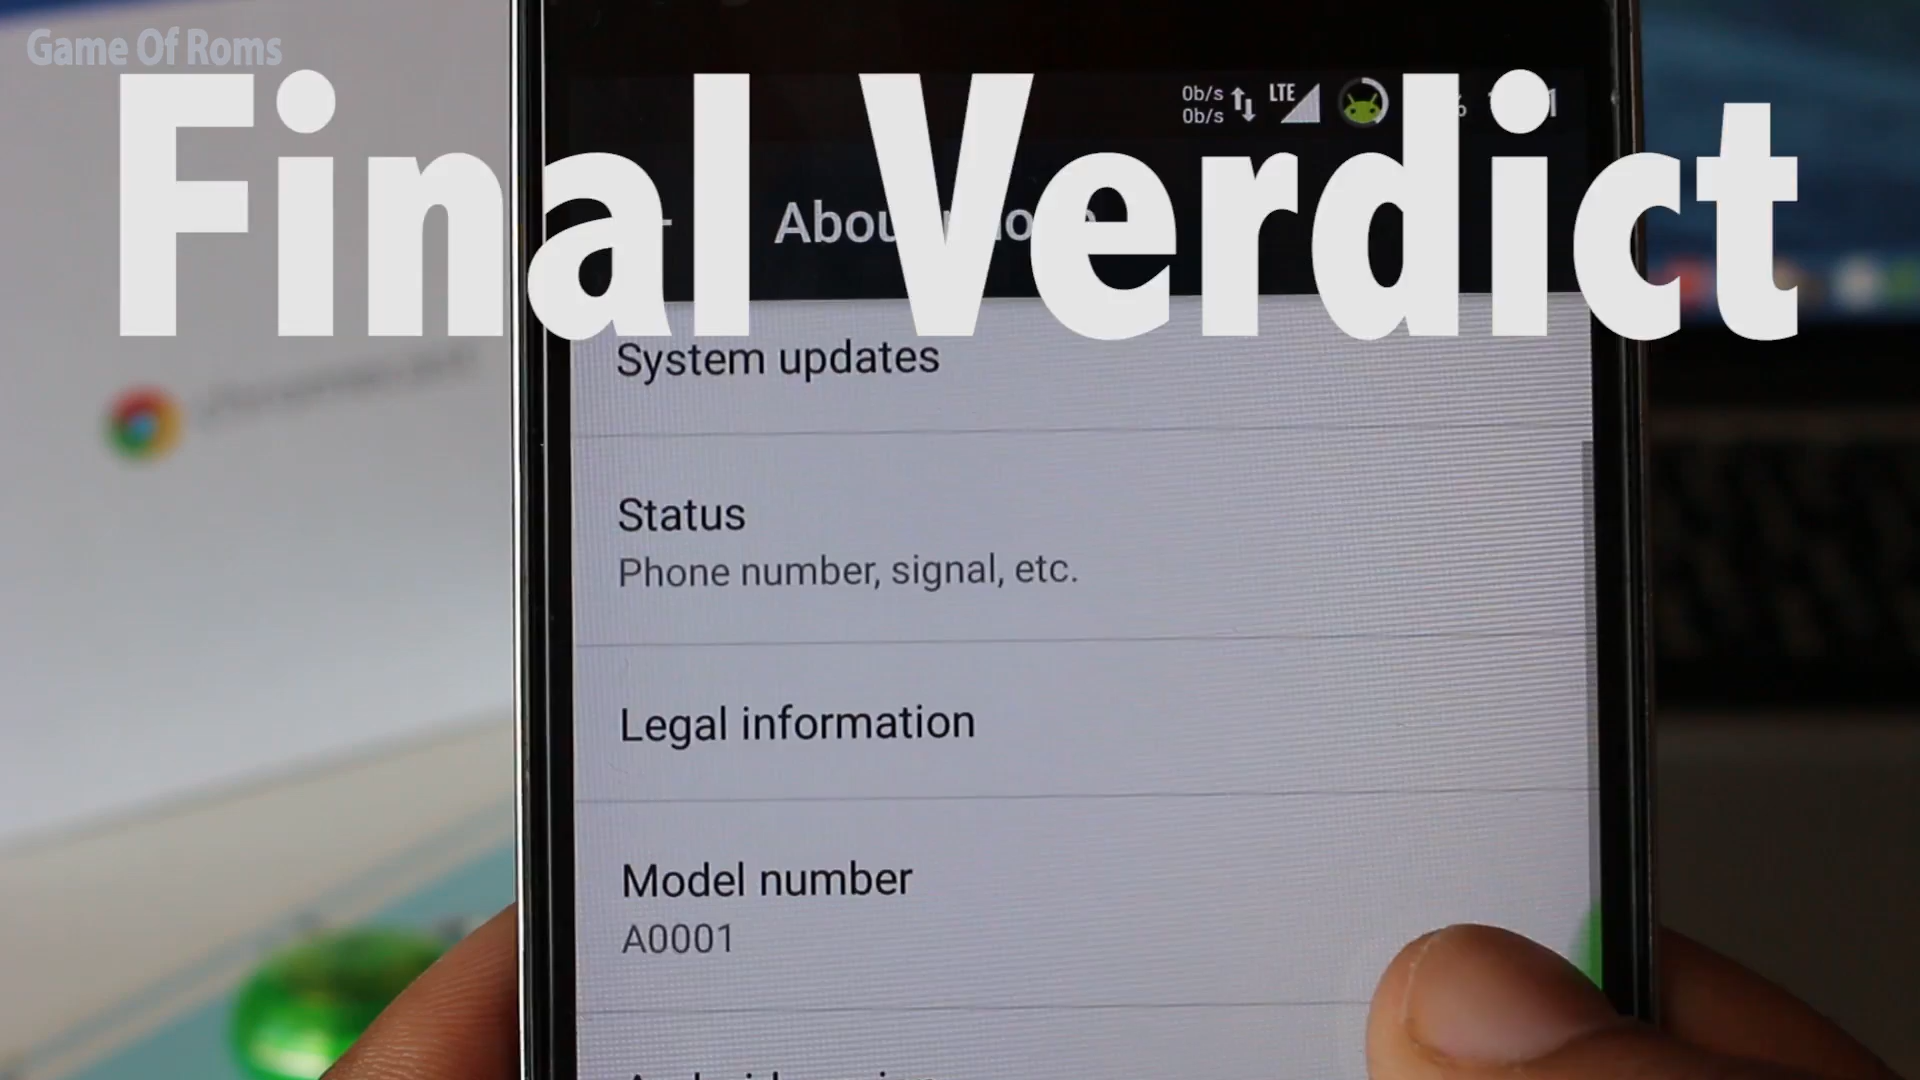 Game Of Roms
Final Verdict
0b/s
0b/s
LTE
System updates
Status
Phone number, signal, etc.
Legal information
Model number
A0001